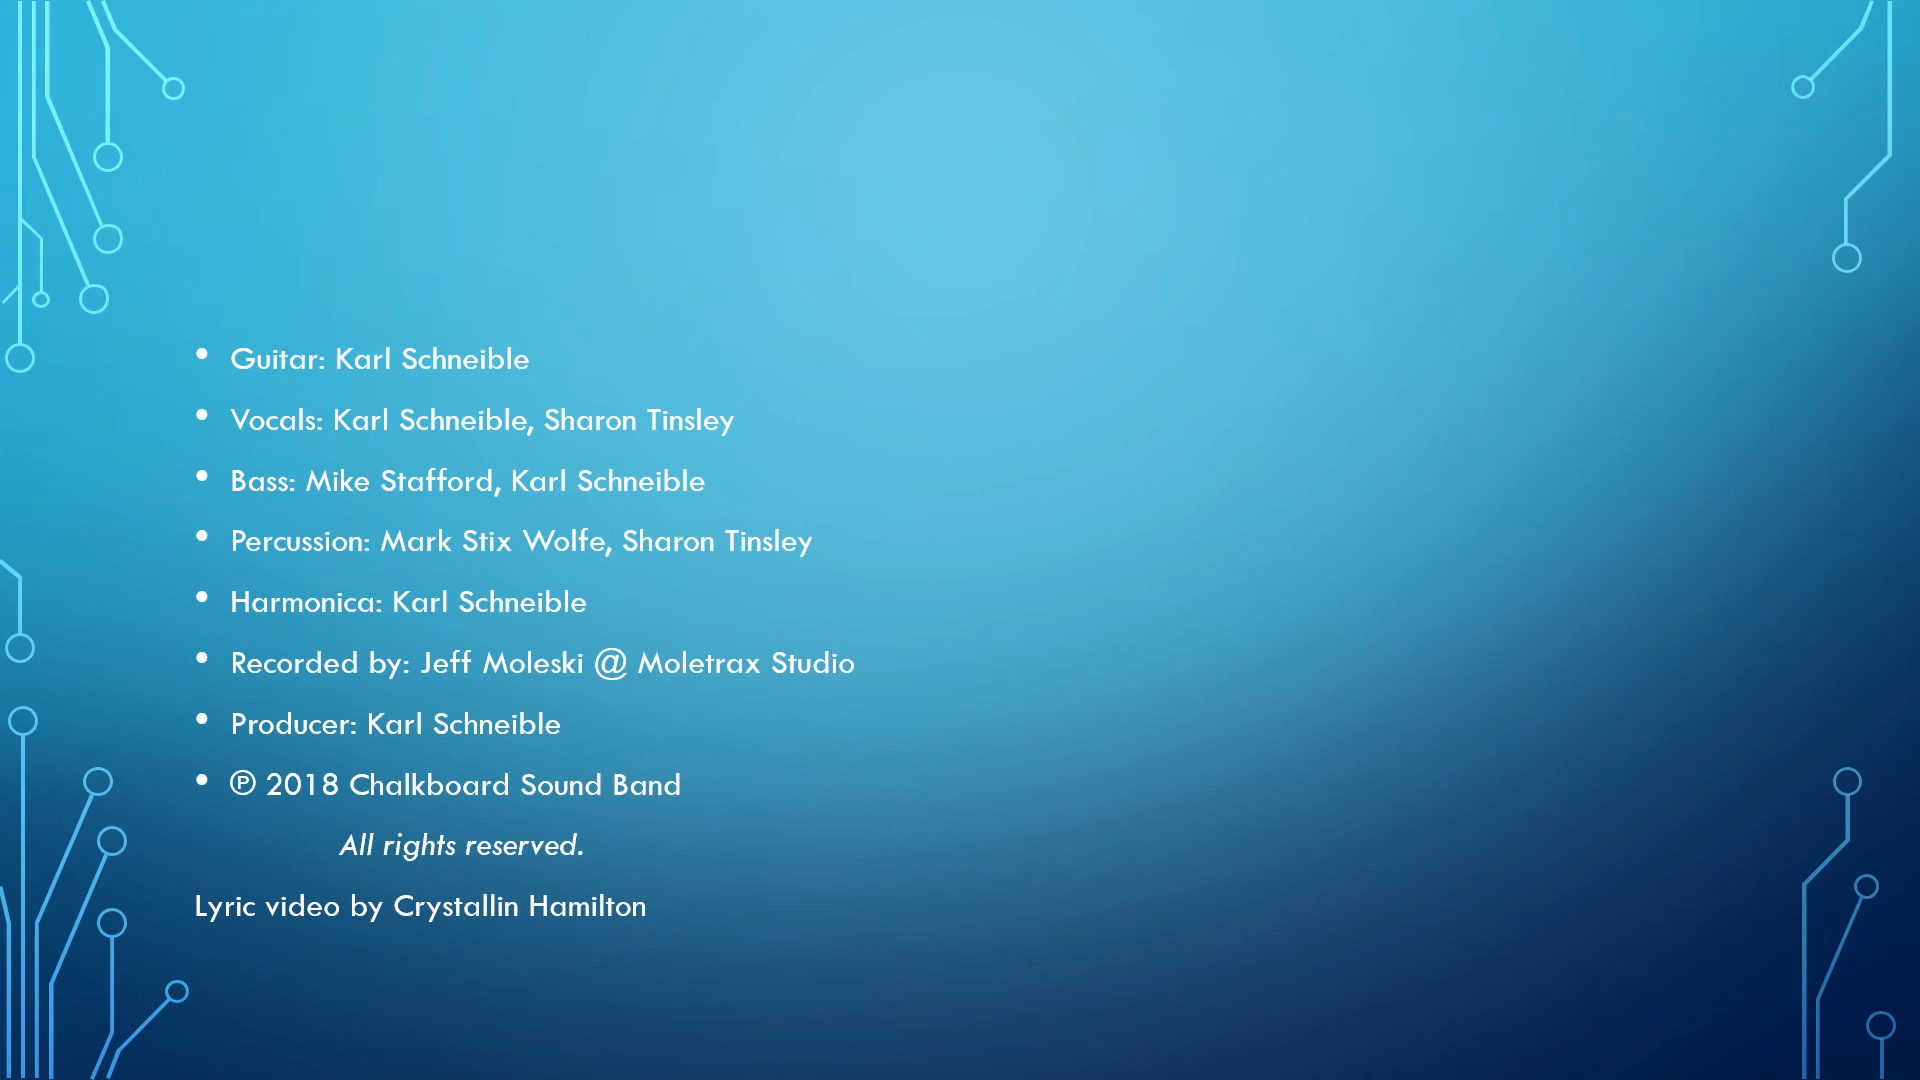 • Guitar: Karl Schneible
• Vocals: Karl Schneible, Sharon Tinsley
• Bass: Mike Stafford, Karl Schneible
• Percussion: Mark Stix Wolfe, Sharon Tinsley
• Harmonica: Karl Schneible
• Recorded by: Jeff Moleski @ Moletrax Studio
• Producer: Karl Schneible
• ℗ 2018 Chalkboard Sound Band
All rights reserved.
Lyric video by Crystallin Hamilton